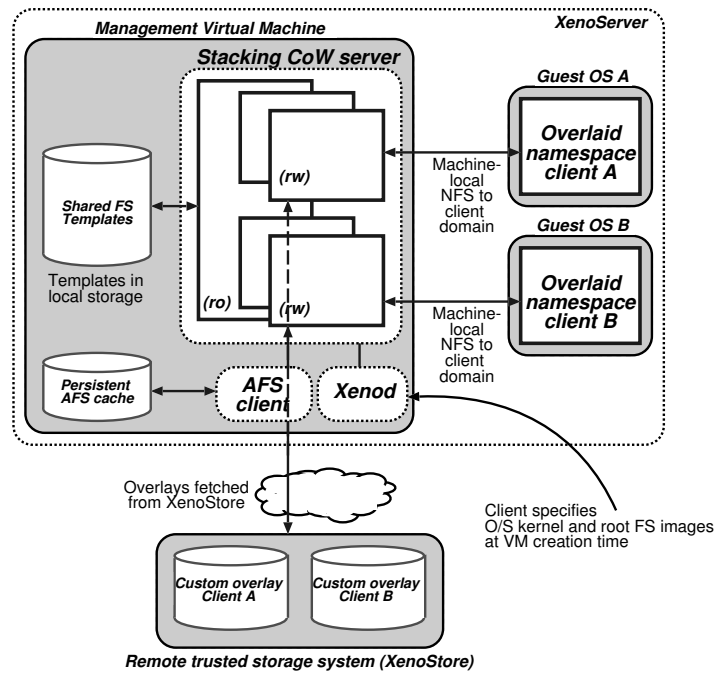 XenoServer
Management Virtual Machine
Stacking CoW server
Guest OS A
Overlaid
namespace
client A
(rw)
Machine-
local
NFS to
client
domain
Shared FS
Templates
Templates in
local storage
Guest OS B
Overlaid
namespace
client B
(ro)
(rw)
Machine-
local
NFS to
client
domain
Persistent
AFS cache
AFS
client
Xenod
Overlays fetched
from XenoStore
Client specifies
O/S kernel and root FS images
at VM creation time
Custom overlay
Client A
Custom overlay
Client B
Remote trusted storage system (XenoStore)